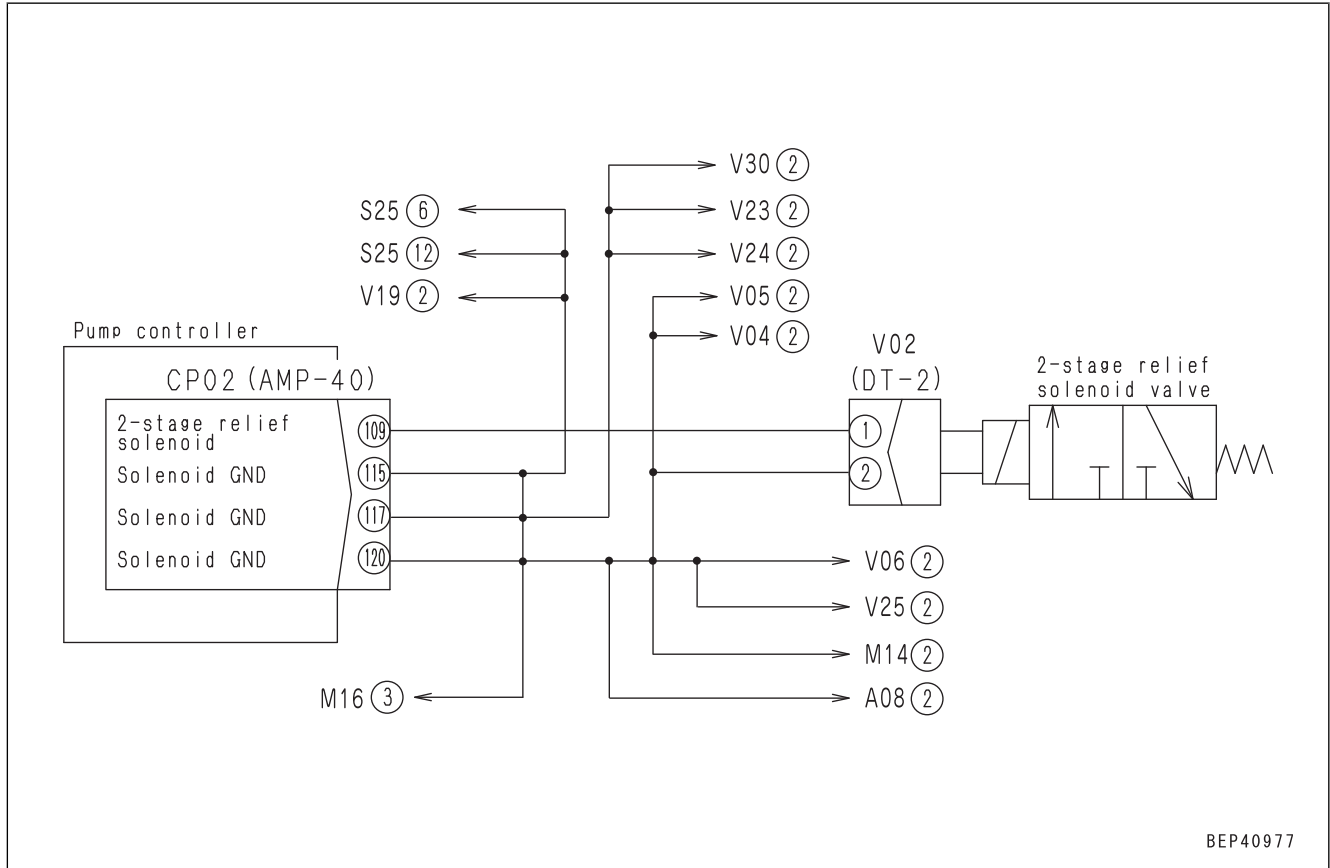 V30 ②
S25 ⑥
V23 ②
S25 ⑫
V24 ②
V19 ②
V05 ②
V04 ②
Pump controller
V02
(DT-2)
2-stage relief
solenoid valve
CP02 (AMP-40)
2-stage relief
solenoid
109
1
Solenoid GND
115
2
Solenoid GND
117
Solenoid GND
120
V06 ②
V25 ②
M14 ②
M16 ③
A08 ②
BEP40977